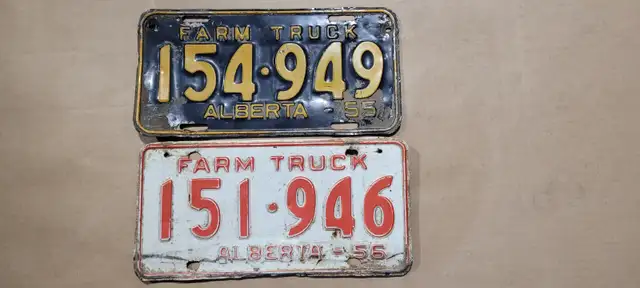 FARM TRUCK
154·949
ALBERTA - 55
FARM TRUCK
151·946
ALBERTA - 56